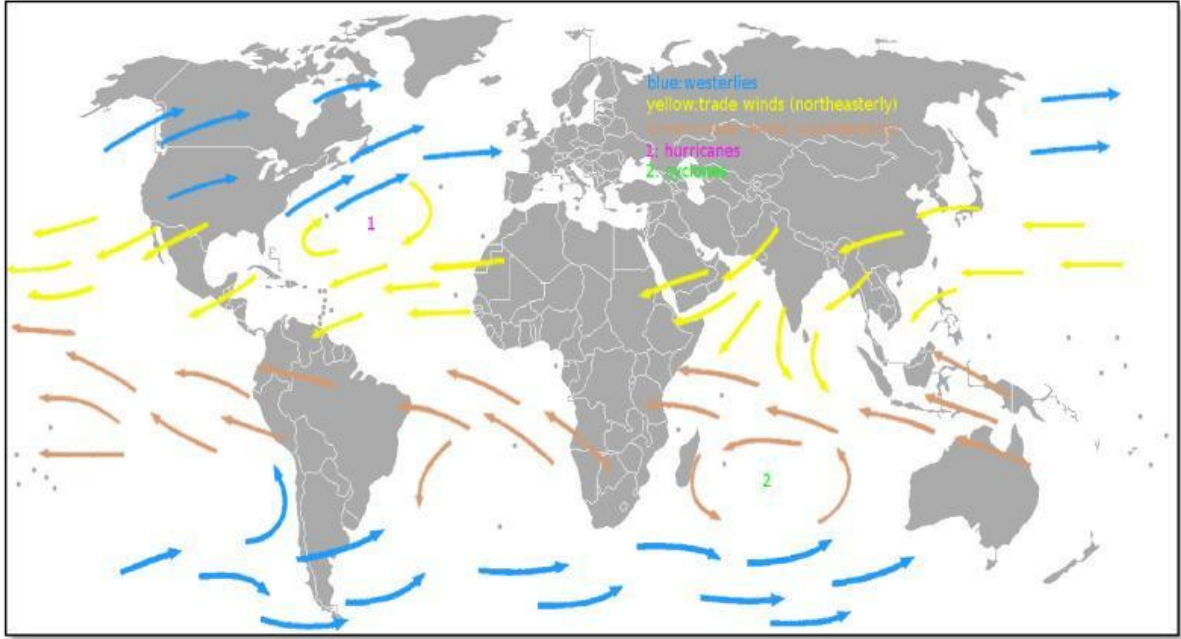 blue:westerlies
yellow:trade winds (northeasterly)
1: hurricanes
2: cyclones
1
2